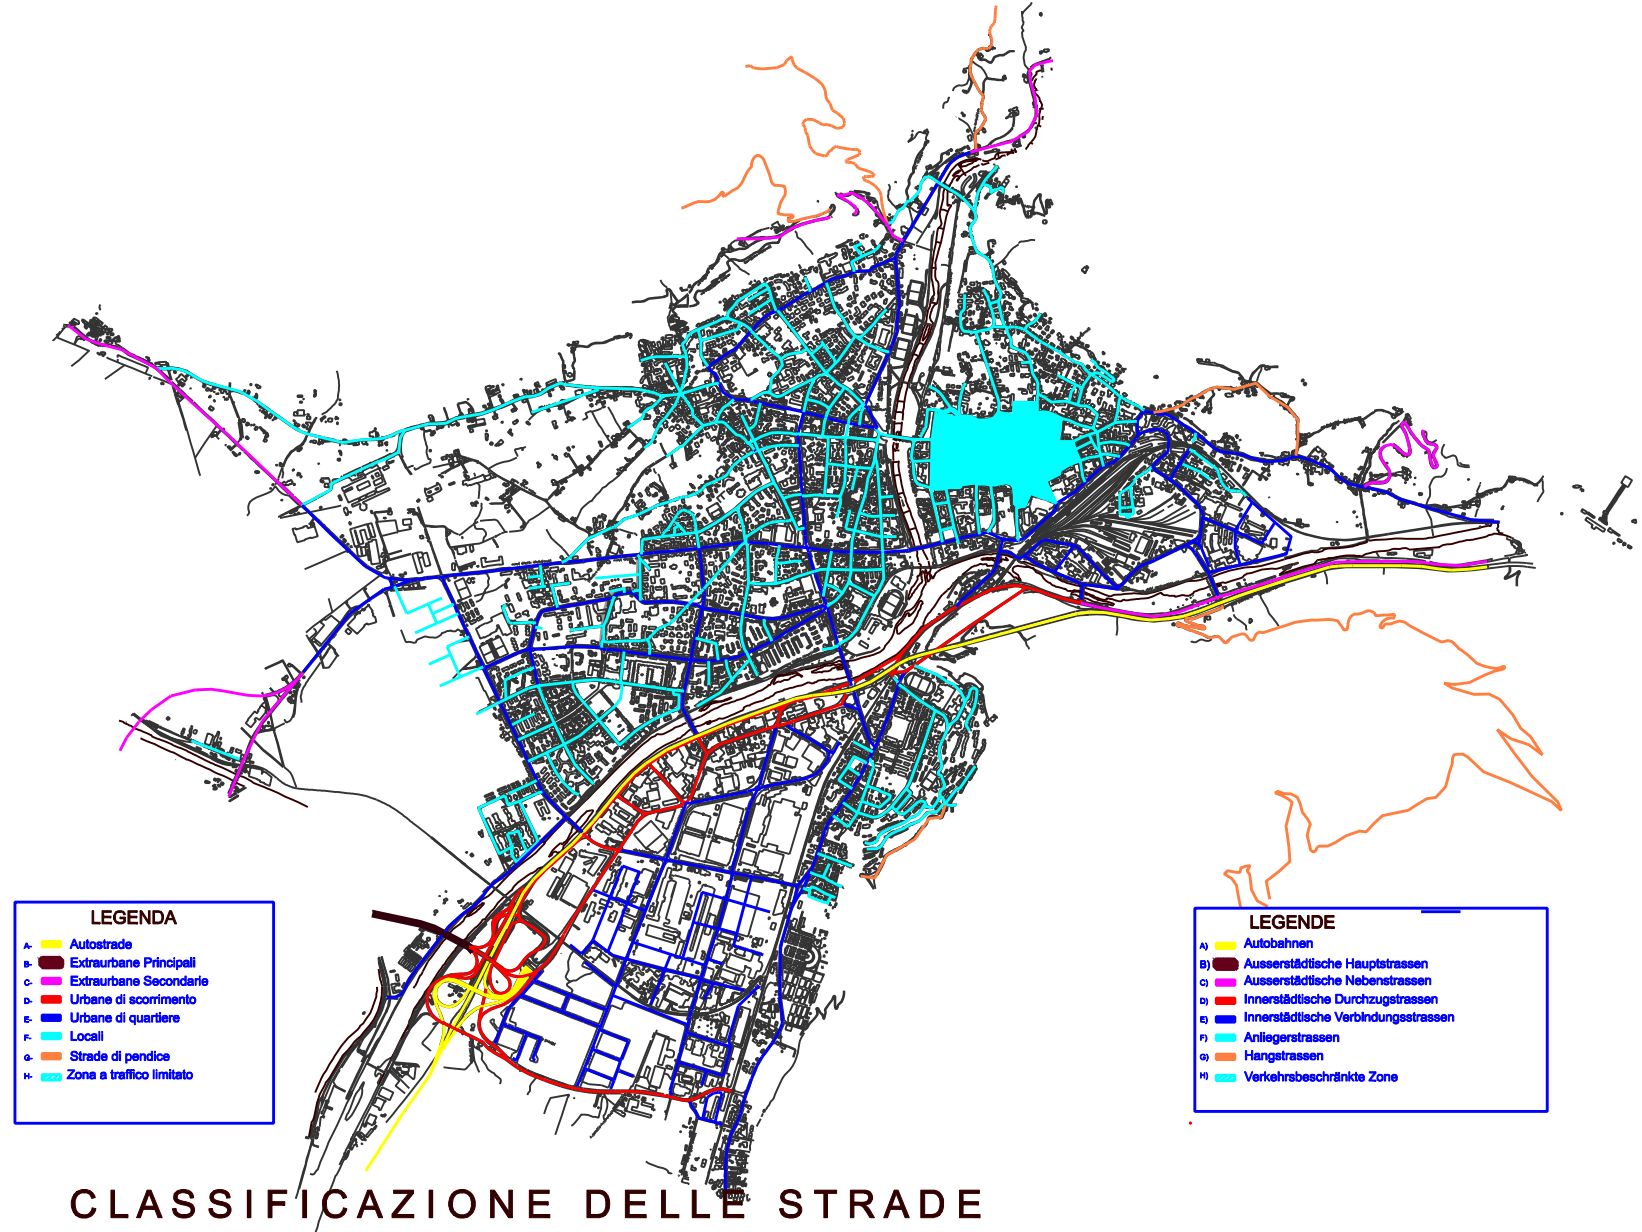 LEGENDA
A- Autostrade
B- Extraurbane Principali
C- Extraurbane Secondarie
D- Urbane di scorrimento
E- Urbane di quartiere
F- Locali
G- Strade di pendice
H- Zona a traffico limitato
LEGENDE
A) Autobahnen
B) Ausserstädtische Hauptstrassen
C) Ausserstädtische Nebenstrassen
D) Innerstädtische Durchzugstrassen
E) Innerstädtische Verbindungsstrassen
F) Anliegerstrassen
G) Hangstrassen
H) Verkehrsbeschränkte Zone
CLASSIFICAZIONE DELLE STRADE